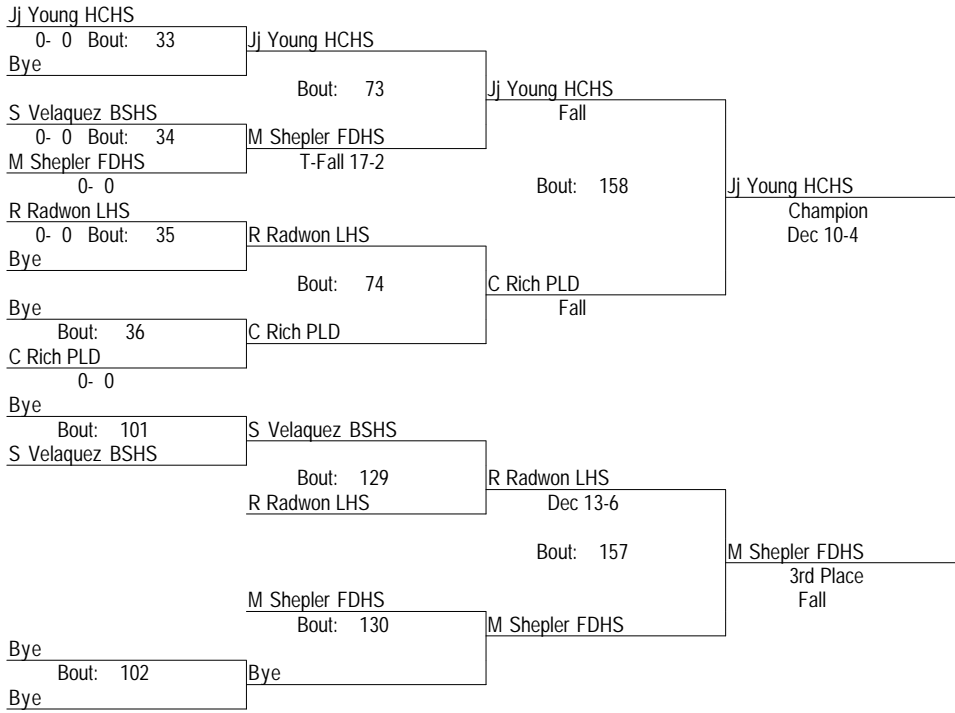 Jj Young HCHS
0- 0 Bout: 33
Jj Young HCHS
Bye
Bout: 73
Jj Young HCHS
S Velaquez BSHS
Fall
0- 0 Bout: 34
M Shepler FDHS
M Shepler FDHS
T-Fall 17-2
0- 0
Bout: 158
Jj Young HCHS
R Radwon LHS
Champion
0- 0 Bout: 35
R Radwon LHS
Dec 10-4
Bye
Bout: 74
C Rich PLD
Bye
Fall
Bout: 36
C Rich PLD
C Rich PLD
0- 0
Bye
Bout: 101
S Velaquez BSHS
S Velaquez BSHS
Bout: 129
R Radwon LHS
R Radwon LHS
Dec 13-6
Bout: 157
M Shepler FDHS
3rd Place
M Shepler FDHS
Fall
Bout: 130
M Shepler FDHS
Bye
Bout: 102
Bye
Bye